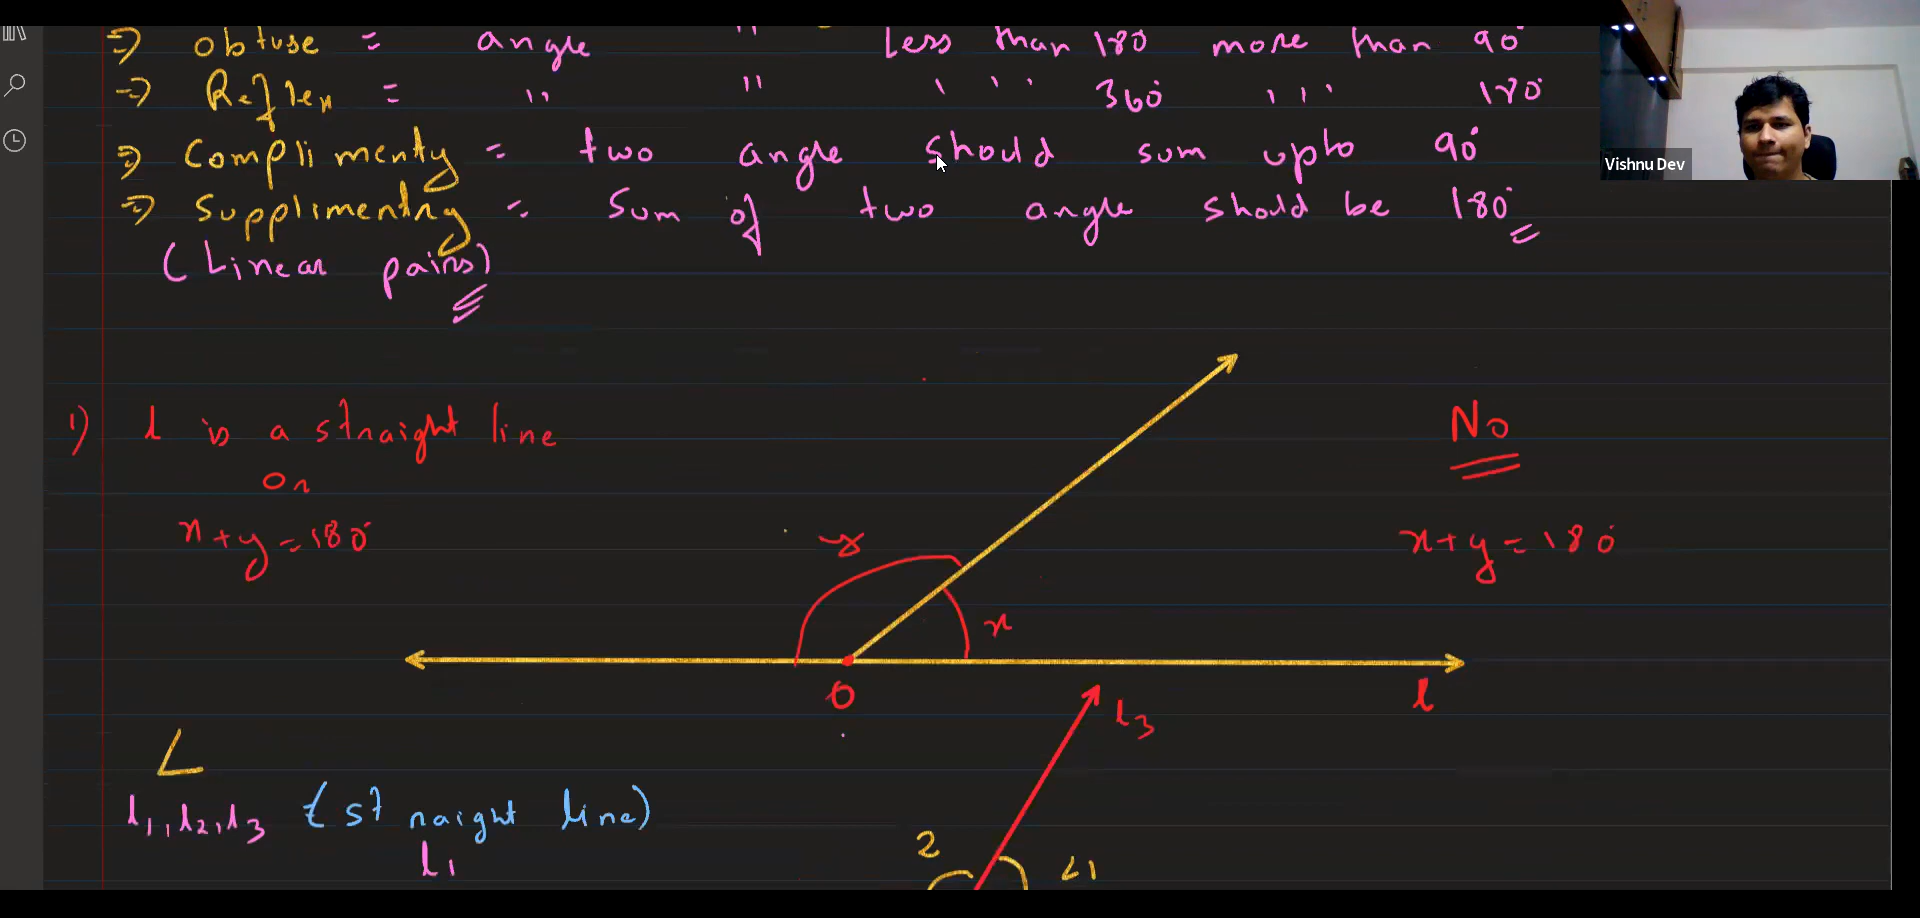 => obtuse = angle " less than 180° more than 90°
=> Reflex = " " " 360° " 180°
=> Complimenty = two angle should sum upto 90°
=> Supplimentry = Sum of two angle should be 180°
(Linear pairs)
Vishnu Dev
1) l is a straight line
Or
x+y=180°
No
x+y=180°
y
x
O
l
l3
∠
l1, l2, l3 ∈ (straight line)
l1
2
∠1